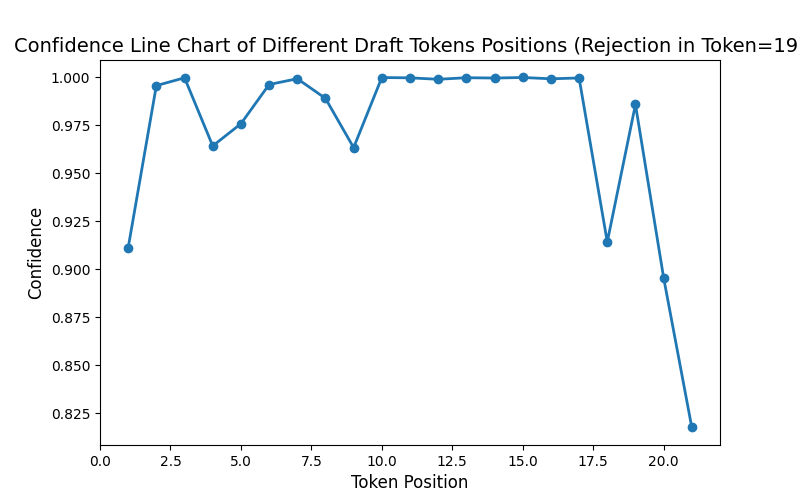 Confidence Line Chart of Different Draft Tokens Positions (Rejection in Token=19
1.000
0.975
0.950
0.925
0.900
0.875
0.850
0.825
Confidence
0.0 2.5 5.0 7.5 10.0 12.5 15.0 17.5 20.0
Token Position